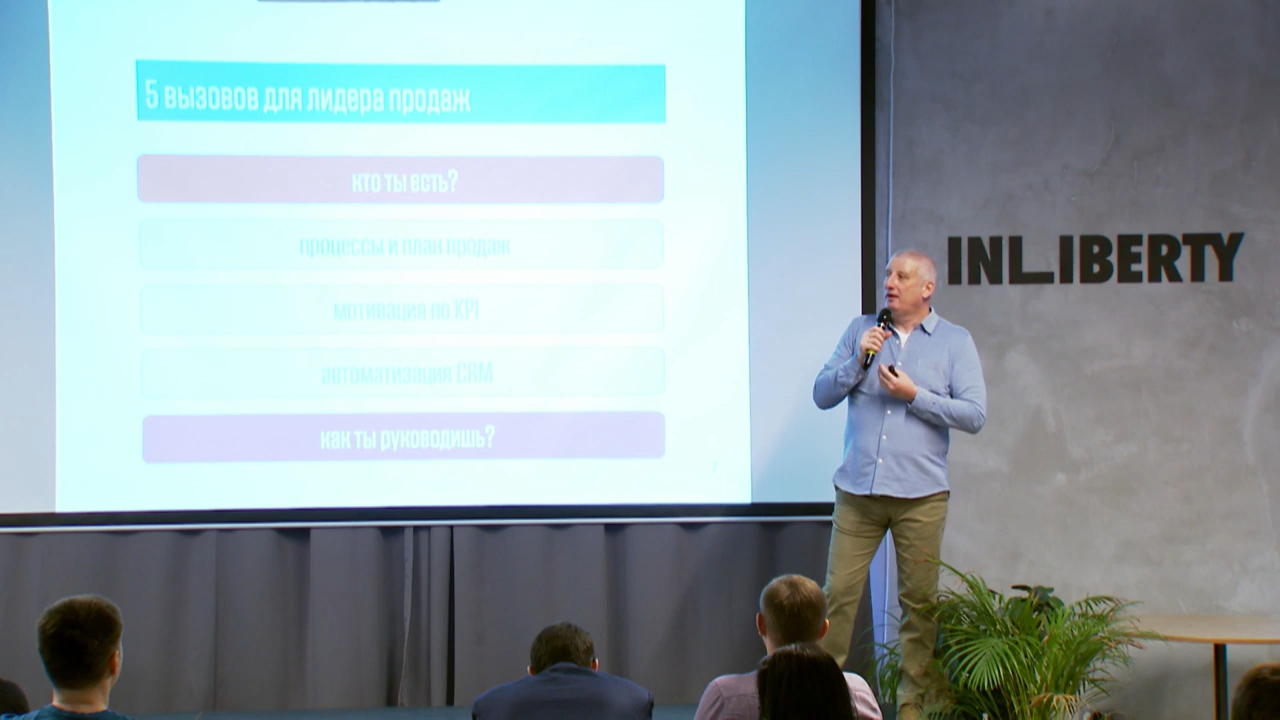 5 вызовов для лидера продаж
кто ты есть?
процессы и план продаж
мотивация по KPI
автоматизация CRM
как ты руководишь?
7
INLIBERTY